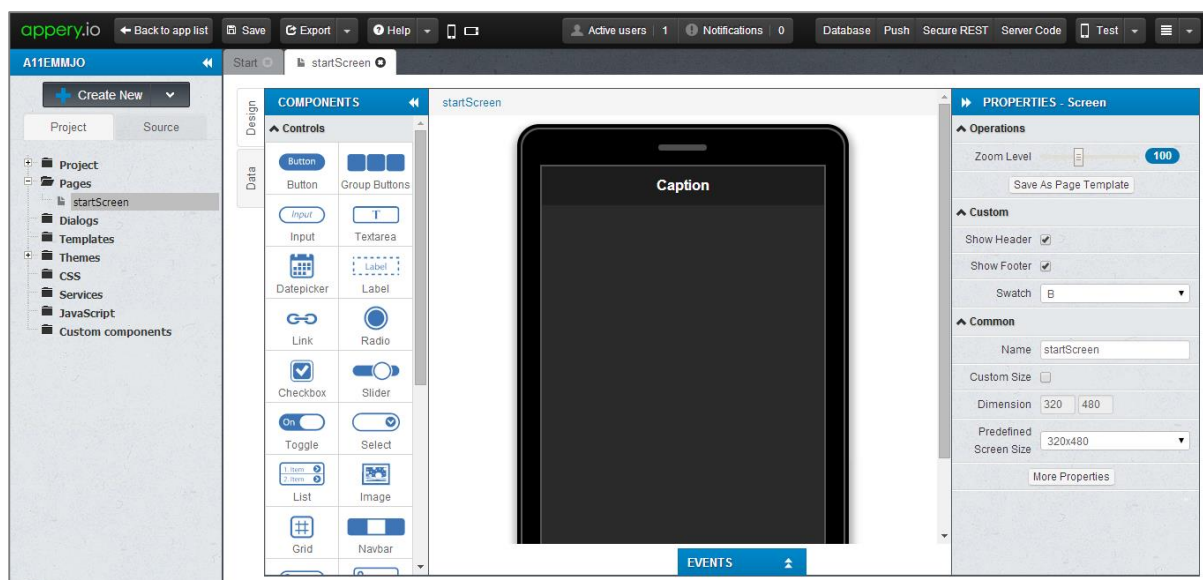 appery.io Back to app list Save Export Help Active users 1 Notifications 0 Database Push Secure REST Server Code Test
A11EMMJO Start startScreen
Create New
Project Source
Project
Pages
startScreen
Dialogs
Templates
Themes
CSS
Services
JavaScript
Custom components
Design
Data
COMPONENTS
Controls
Button
Button Group Buttons
Input T
Input Textarea
Label
Datepicker Label
Link Radio
Checkbox Slider
On
Toggle Select
1. Item
2. Item
List Image
Grid Navbar
startScreen
Caption
EVENTS
PROPERTIES - Screen
Operations
Zoom Level 100
Save As Page Template
Custom
Show Header
Show Footer
Swatch B
Common
Name startScreen
Custom Size
Dimension 320 480
Predefined
Screen Size 320x480
More Properties